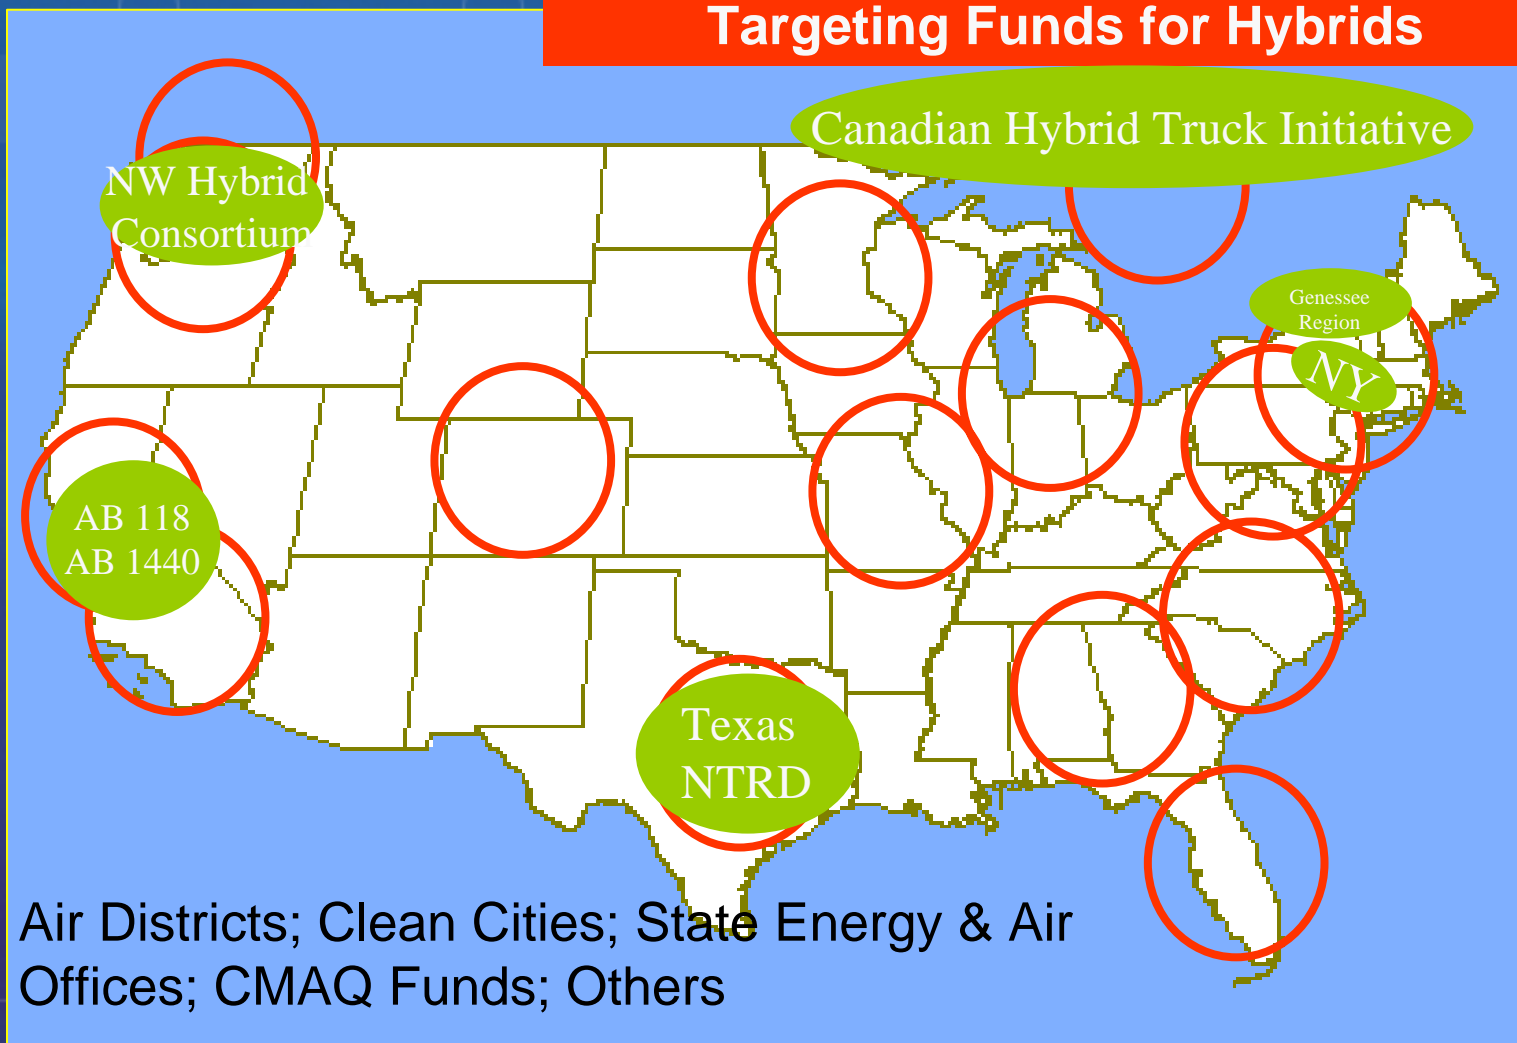 Targeting Funds for Hybrids
Canadian Hybrid Truck Initiative
NW Hybrid
Consortium
Genessee
Region
NY
AB 118
AB 1440
Texas
NTRD
Air Districts; Clean Cities; State Energy & Air
Offices; CMAQ Funds; Others